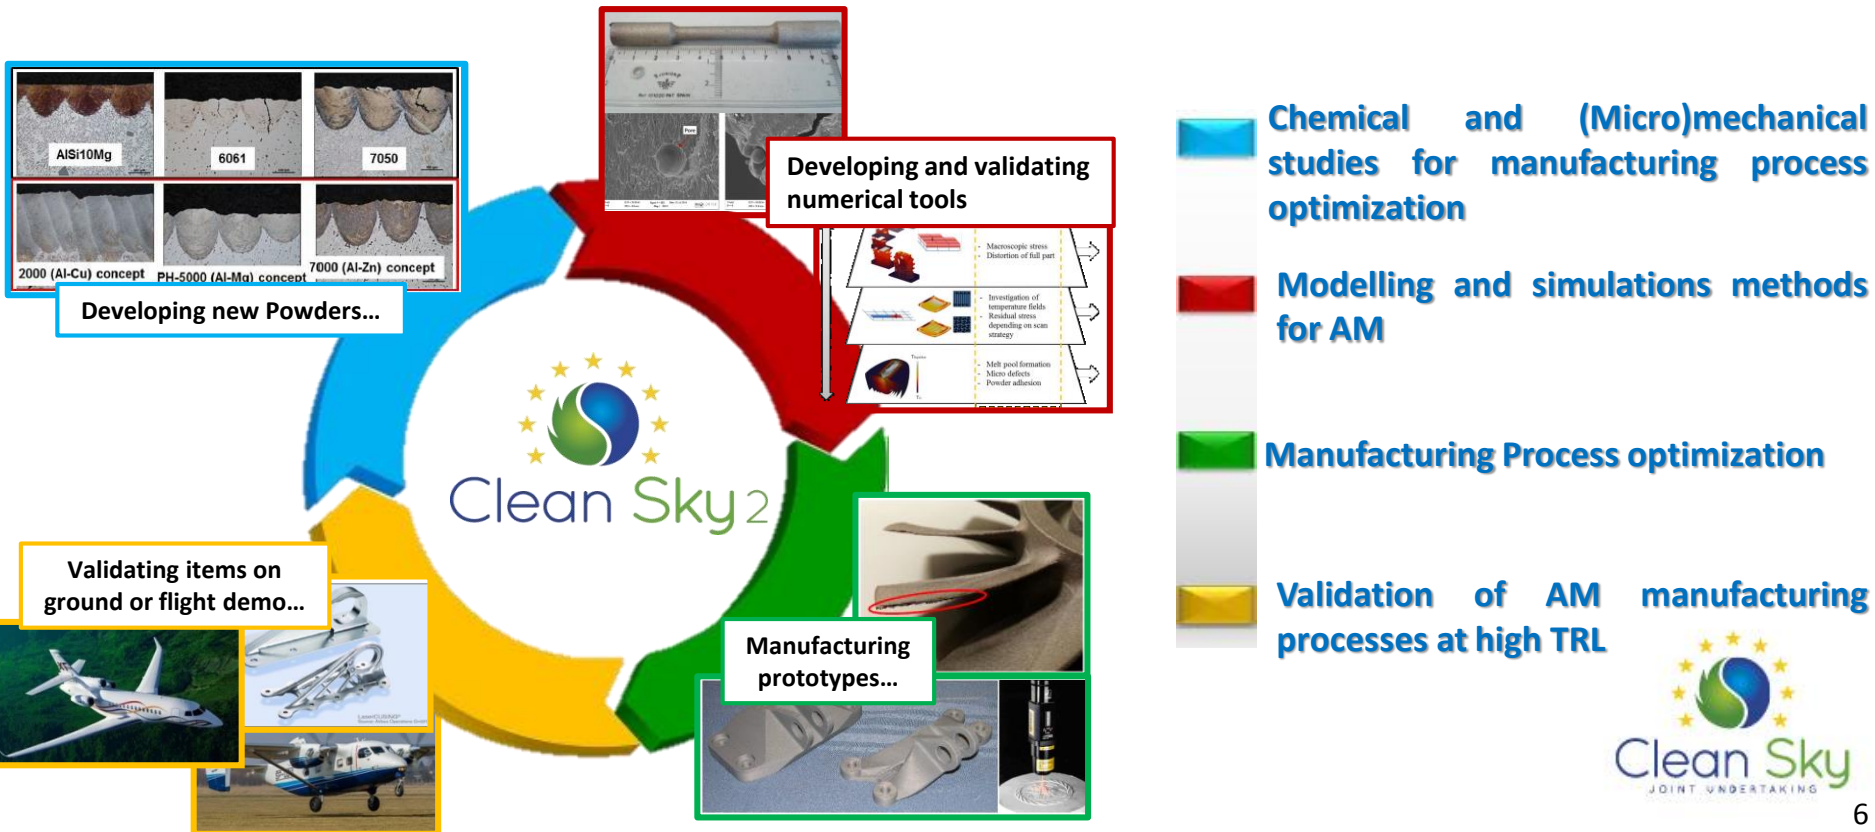 AlSi10Mg
6061
7050
2000 (Al-Cu) concept
PH-5000 (Al-Mg) concept
7000 (Al-Zn) concept
Developing new Powders...
Pore
Developing and validating
numerical tools
- Macroscopic stress
- Distortion of full part
- Investigation of
temperature fields
- Residual stress
depending on scan
strategy
- Melt pool formation
- Micro defects
- Powder adhesion
Clean Sky 2
Validating items on
ground or flight demo...
Manufacturing
prototypes...
Chemical and (Micro)mechanical
studies for manufacturing process
optimization
Modelling and simulations methods
for AM
Manufacturing Process optimization
Validation of AM manufacturing
processes at high TRL
Clean Sky
JOINT UNDERTAKING
6